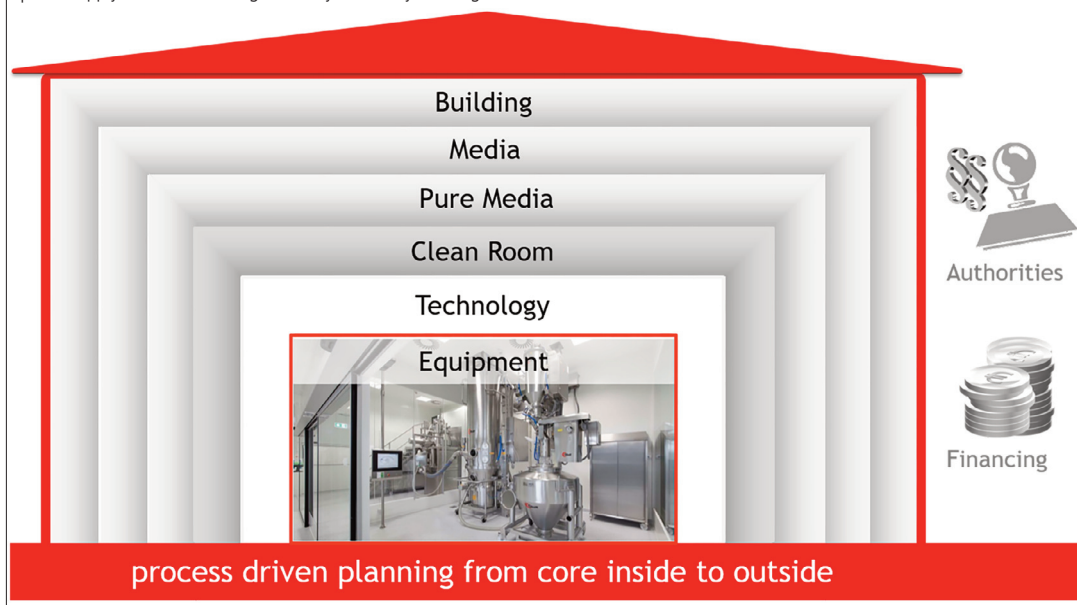 Building
Media
Pure Media
Clean Room
Technology
Equipment
Authorities
Financing
process driven planning from core inside to outside